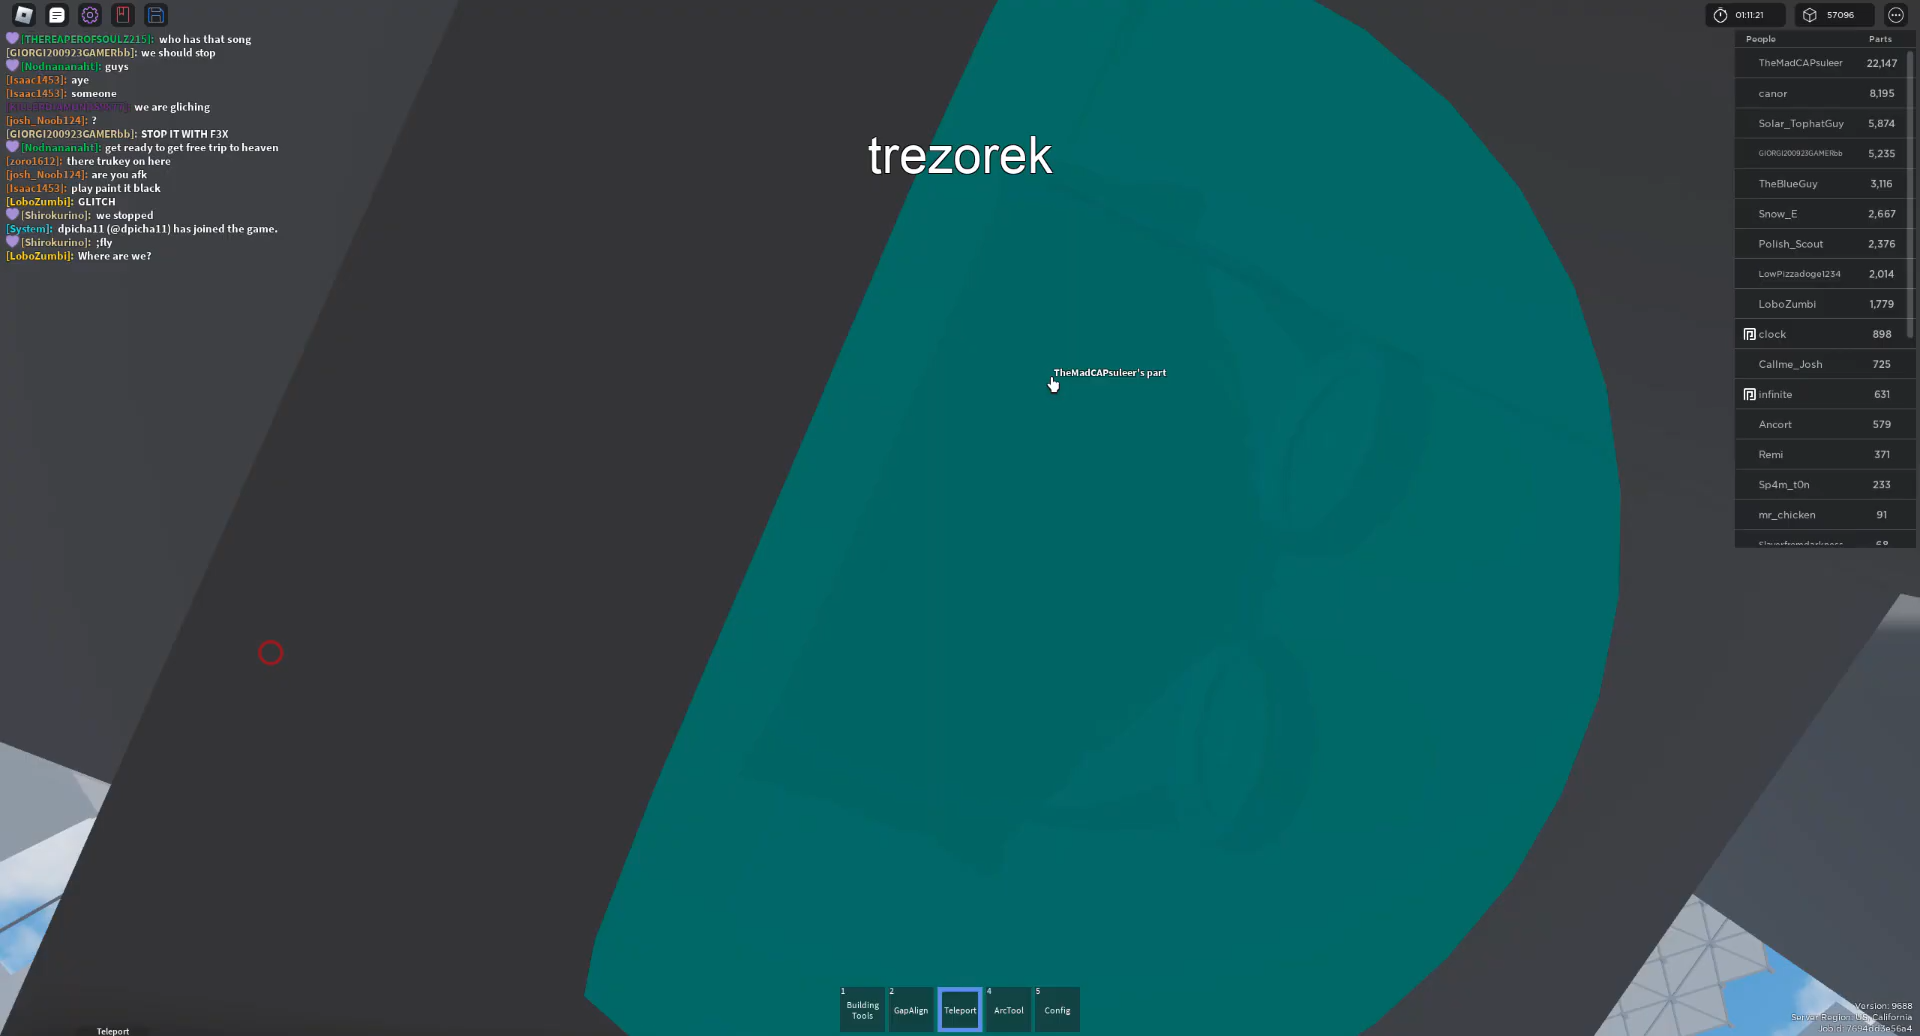 01:11:21
57096
[THEREAPEROFSOULZ215]: who has that song
[GIORGI200923GAMERbb]: we should stop
[Nodnananaht]: guys
[Isaac1453]: aye
[Isaac1453]: someone
we are gliching
[josh_Noob124]: ?
[GIORGI200923GAMERbb]: STOP IT WITH F3X
[Nodnananaht]: get ready to get free trip to heaven
[zoro1612]: there trukey on here
[josh_Noob124]: are you afk
[Isaac1453]: play paint it black
[LoboZumbi]: GLITCH
[Shirokurino]: we stopped
[System]: dpicha11 (@dpicha11) has joined the game.
[Shirokurino]: ;fly
[LoboZumbi]: Where are we?
trezorek
TheMadCAPsuleer's part
People Parts
TheMadCAPsuleer 22,147
canor 8,195
Solar_TophatGuy 5,874
GIORGI200923GAMERbb 5,235
TheBlueGuy 3,116
Snow_E 2,667
Polish_Scout 2,376
LowPizzadoge1234 2,014
LoboZumbi 1,779
clock 898
Callme_Josh 725
infinite 631
Ancort 579
Remi 371
Sp4m_t0n 233
mr_chicken 91
1 Building Tools
2 GapAlign
Teleport
4 ArcTool
5 Config
Teleport
Version: 9688
Server Region: US, California
JobId: 7694dd3e56a4